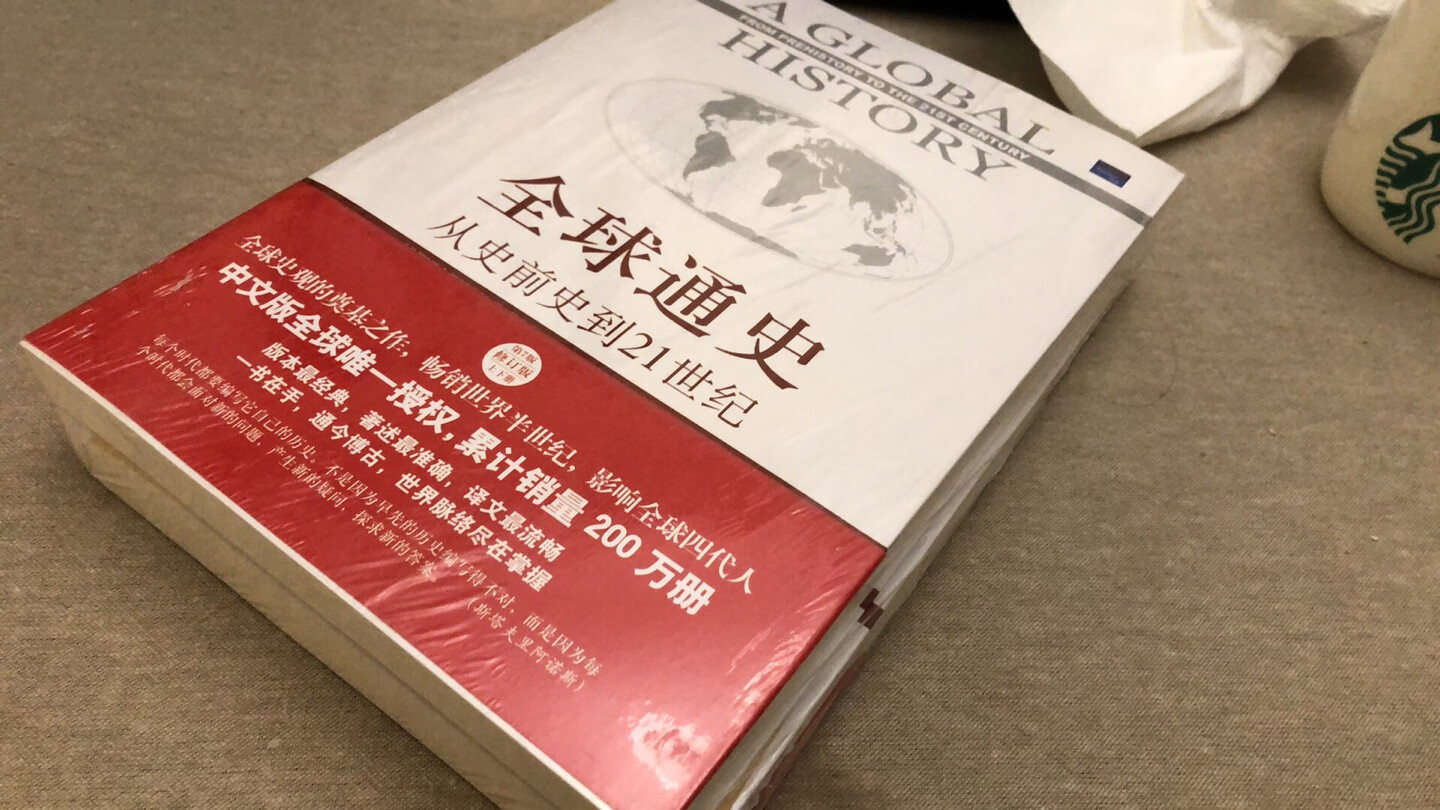 A GLOBAL
FROM PREHISTORY TO THE 21ST CENTURY
HISTORY
全球通史
从史前史到21世纪
第7版
修订版
上下册
全球史观的奠基之作，畅销世界半世纪，影响全球四代人
中文版全球唯一授权，累计销量 200 万册
版本最经典，著述最准确，译文最流畅
一书在手，通今博古，世界脉络尽在掌握
每个时代都要编写它自己的历史。不是因为早先的历史编写得不对，而是因为每
个时代都会面对新的问题，产生新的疑问，探求新的答案。
（斯塔夫里阿诺斯）